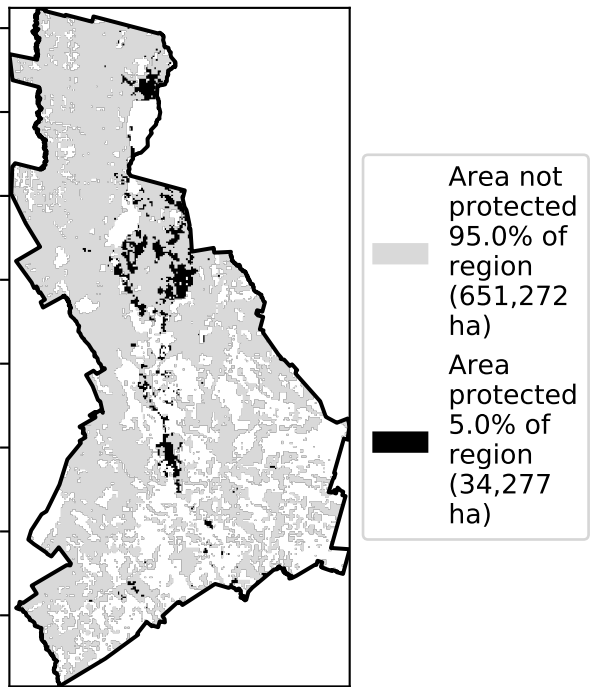 Area not
protected
95.0% of
region
(651,272
ha)
Area
protected
5.0% of
region
(34,277
ha)